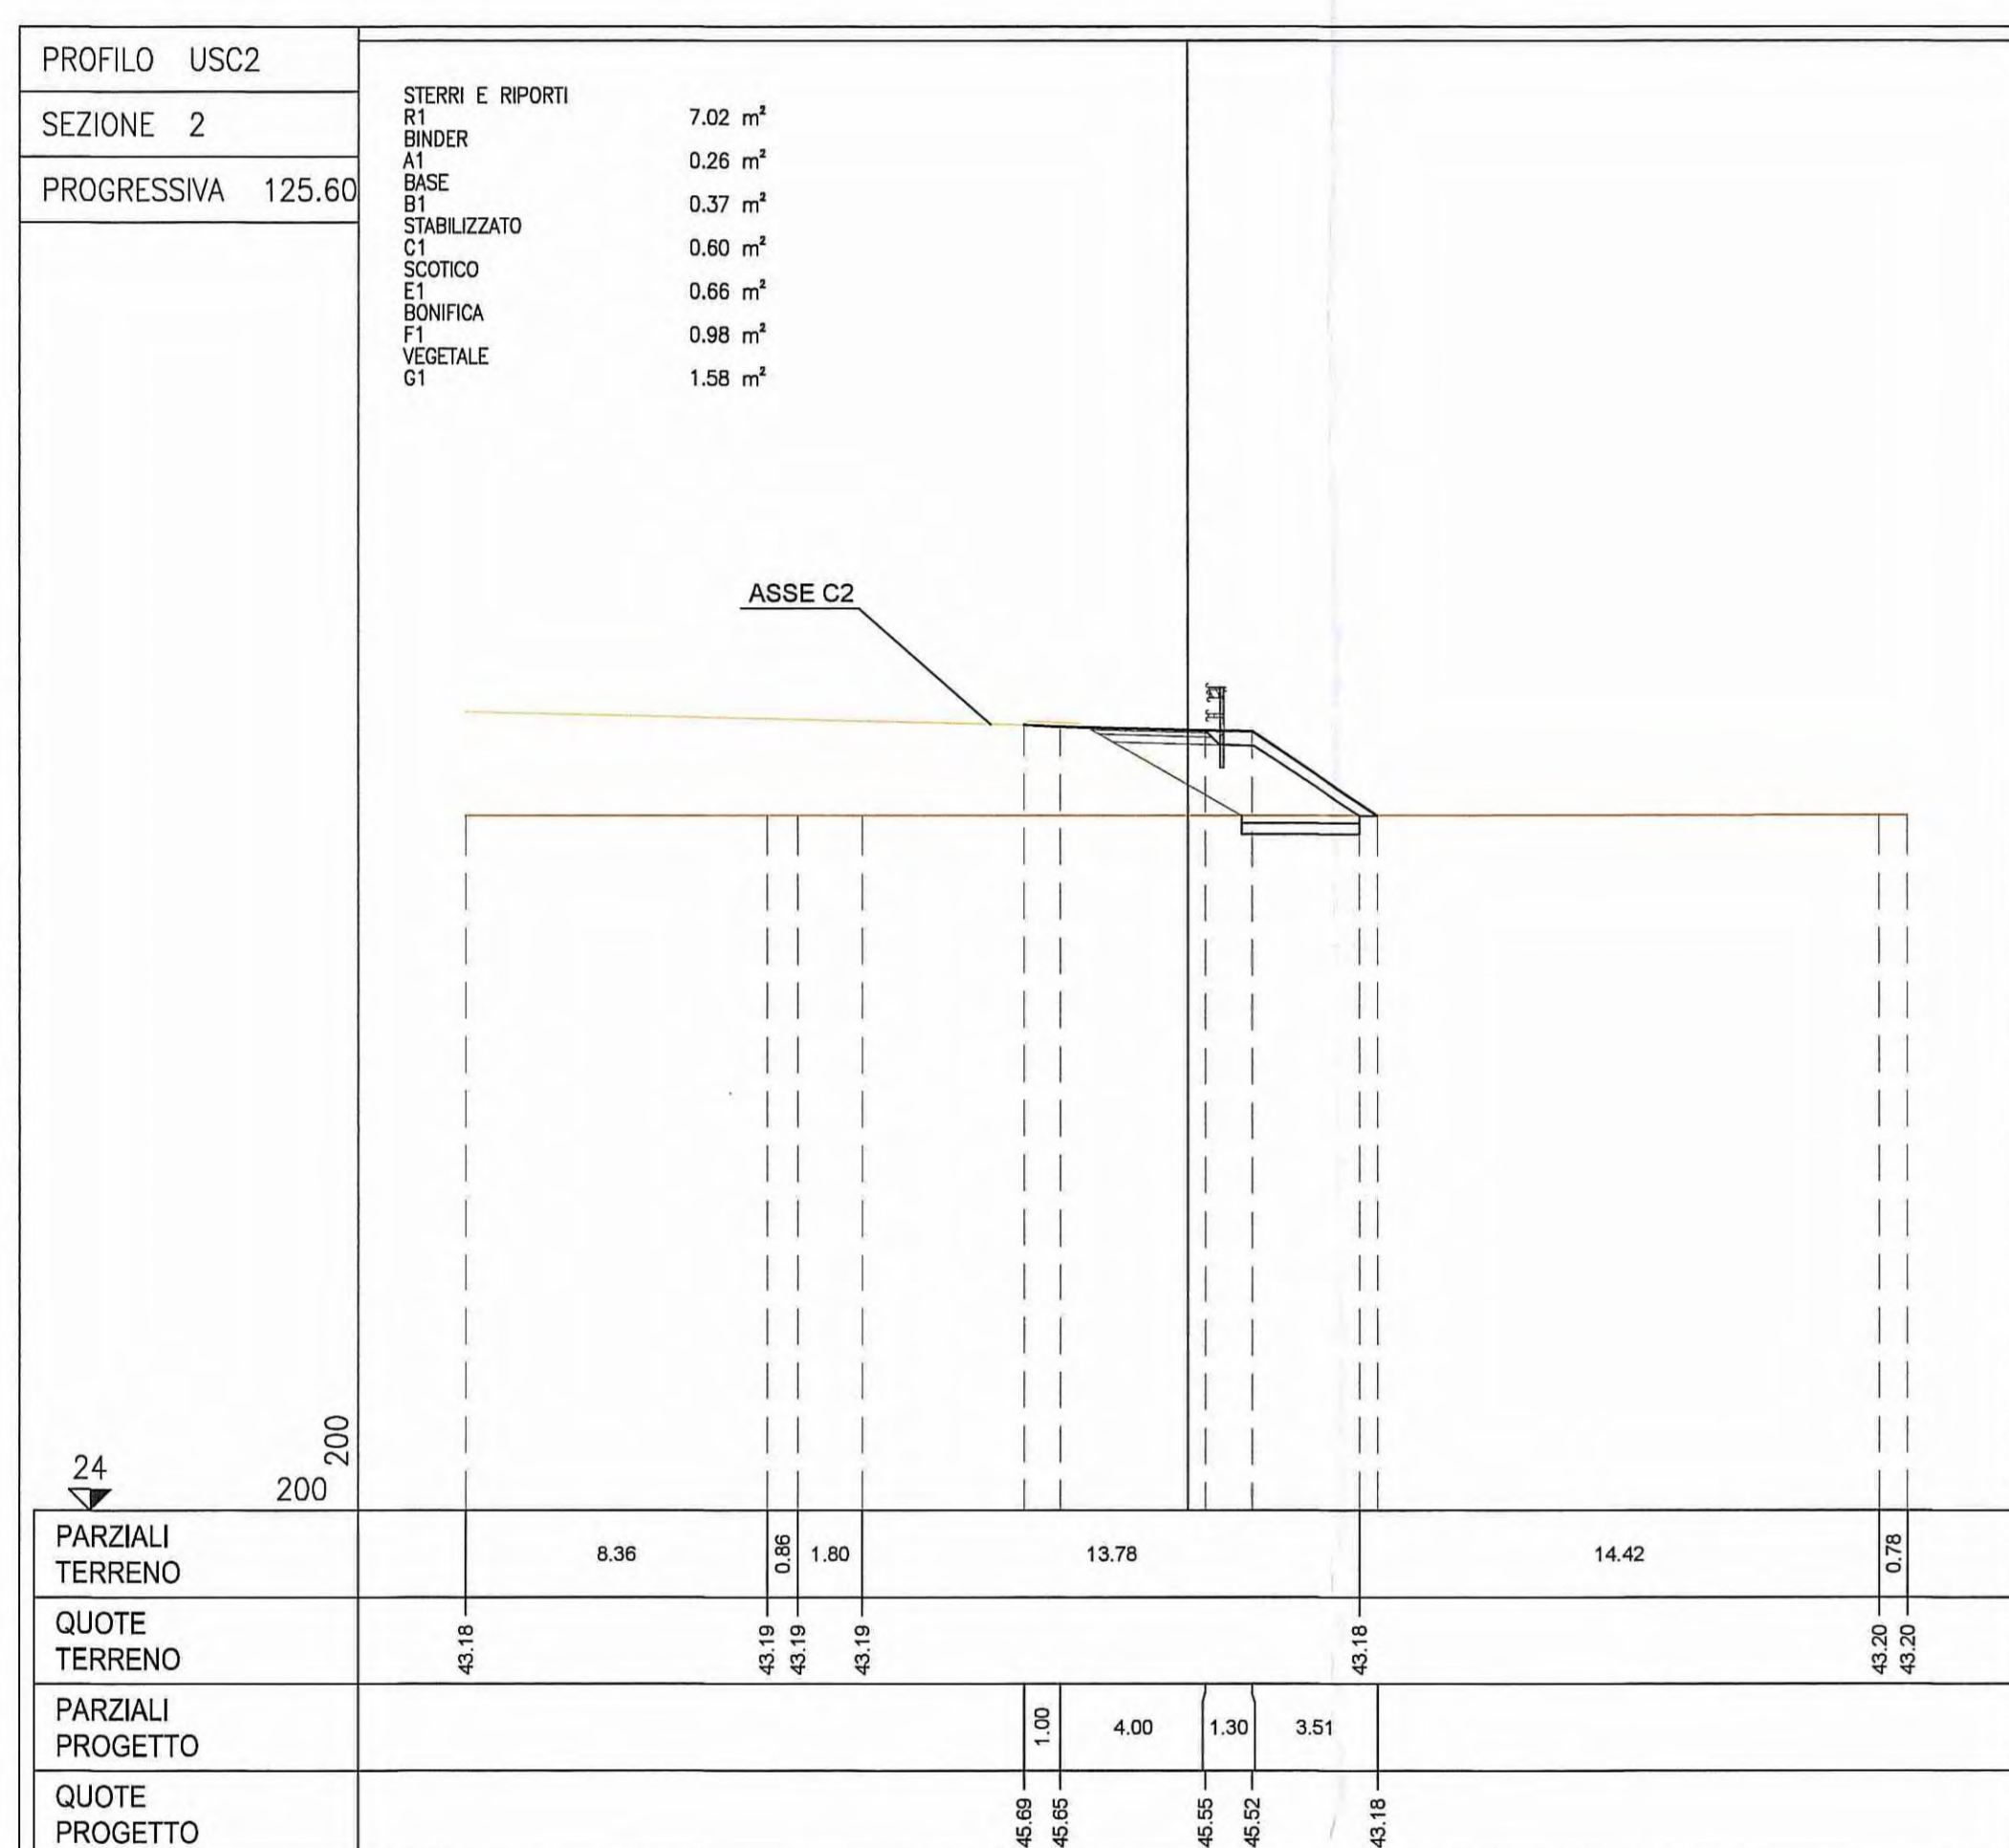 PROFILO USC2
SEZIONE 2
PROGRESSIVA 125.60
STERRI E RIPORTI
R1 7.02 m²
BINDER
A1 0.26 m²
BASE
B1 0.37 m²
STABILIZZATO
C1 0.60 m²
SCOTICO
E1 0.66 m²
BONIFICA
F1 0.98 m²
VEGETALE
G1 1.58 m²
ASSE C2
24
200
200
PARZIALI
TERRENO
8.36 0.86 1.80 13.78 14.42 0.78
QUOTE
TERRENO
43.18 43.19 43.19 43.19 43.18 43.20 43.20
PARZIALI
PROGETTO
1.00 4.00 1.30 3.51
QUOTE
PROGETTO
45.69 45.65 45.55 45.52 43.18